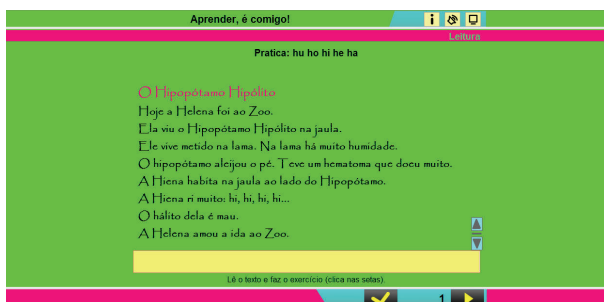 Aprender, é comigo!
Leitura
Pratica: hu ho hi he ha
O Hipopótamo Hipólito
Hoje a Helena foi ao Zoo.
Ela viu o Hipopótamo Hipólito na jaula.
Ele vive metido na lama. Na lama há muito humidade.
O hipopótamo aleijou o pé. Teve um hematoma que doeu muito.
A Hiena habita na jaula ao lado do Hipopótamo.
A Hiena ri muito: hi, hi, hi, hi...
O hálito dela é mau.
A Helena amou a ida ao Zoo.
Lê o texto e faz o exercício (clica nas setas).
1